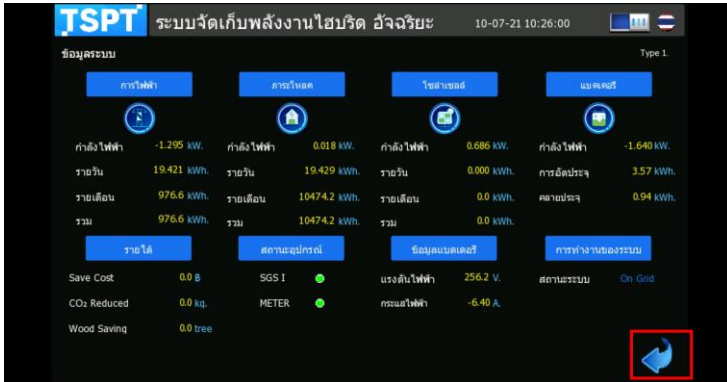 TSPT ระบบจัดเก็บพลังงานไฮบริด อัจฉริยะ 10-07-21 10:26:00
ข้อมูลระบบ Type 1.
การไฟฟ้า ภาระโหลด โซล่าเซลล์ แบตเตอรี่
กำลังไฟฟ้า -1.295 kW. กำลังไฟฟ้า 0.018 kW. กำลังไฟฟ้า 0.686 kW. กำลังไฟฟ้า -1.640 kW.
รายวัน 19.421 kWh. รายวัน 19.429 kWh. รายวัน 0.000 kWh. การอัดประจุ 3.57 kWh.
รายเดือน 976.6 kWh. รายเดือน 10474.2 kWh. รายเดือน 0.0 kWh. คลายประจุ 0.94 kWh.
รวม 976.6 kWh. รวม 10474.2 kWh. รวม 0.0 kWh.
รายได้ สถานะอุปกรณ์ ข้อมูลแบตเตอรี่ การทำงานของระบบ
Save Cost 0.0 ฿ SGS I แรงดันไฟฟ้า 256.2 V. สถานะระบบ On Grid
CO₂ Reduced 0.0 kg. METER กระแสไฟฟ้า -6.40 A.
Wood Saving 0.0 tree